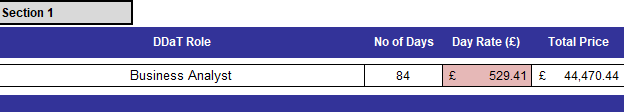 Section 1
DDaT Role No of Days Day Rate (£) Total Price
Business Analyst 84 £ 529.41 £ 44,470.44